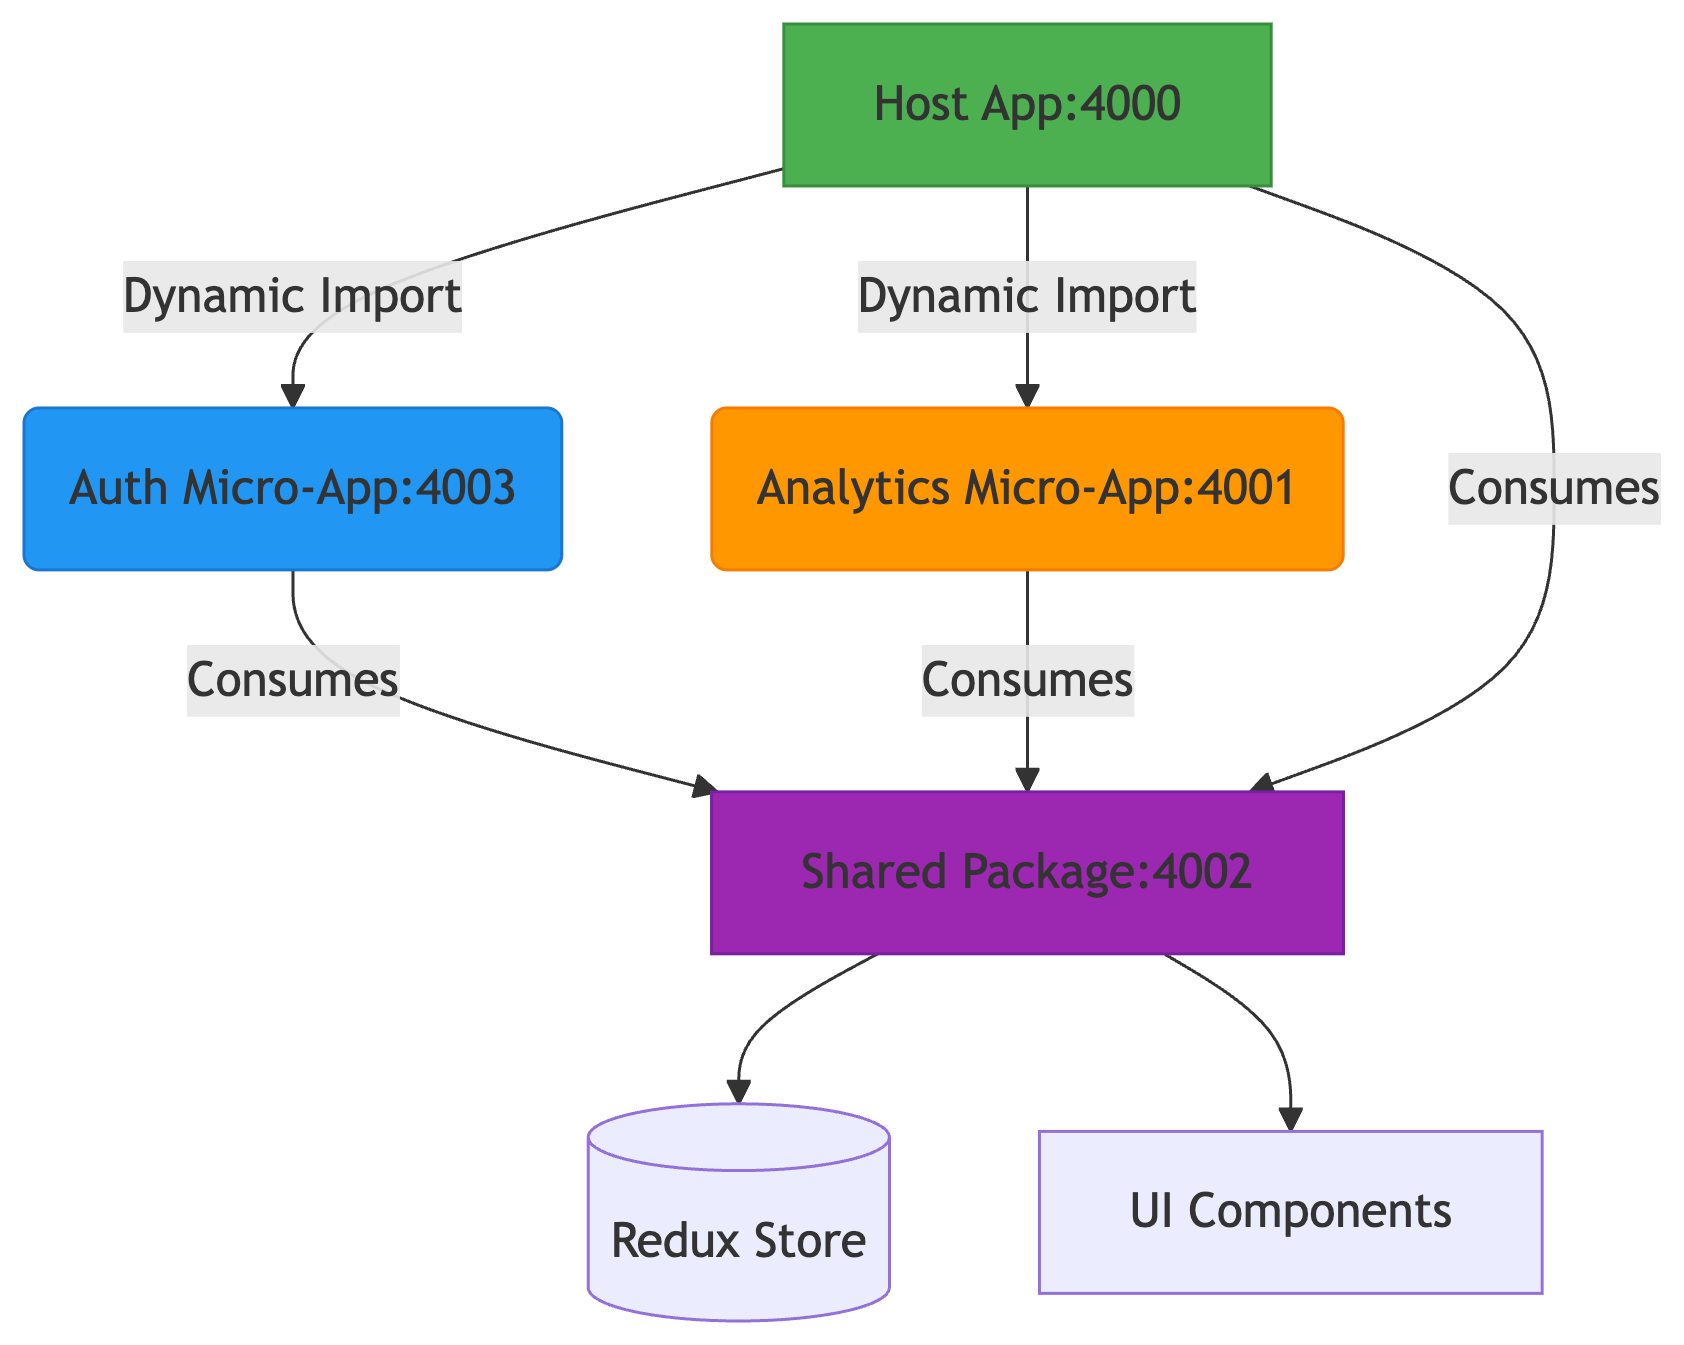 Host App:4000
Dynamic Import
Dynamic Import
Auth Micro-App:4003
Analytics Micro-App:4001
Consumes
Consumes
Consumes
Shared Package:4002
Redux Store
UI Components